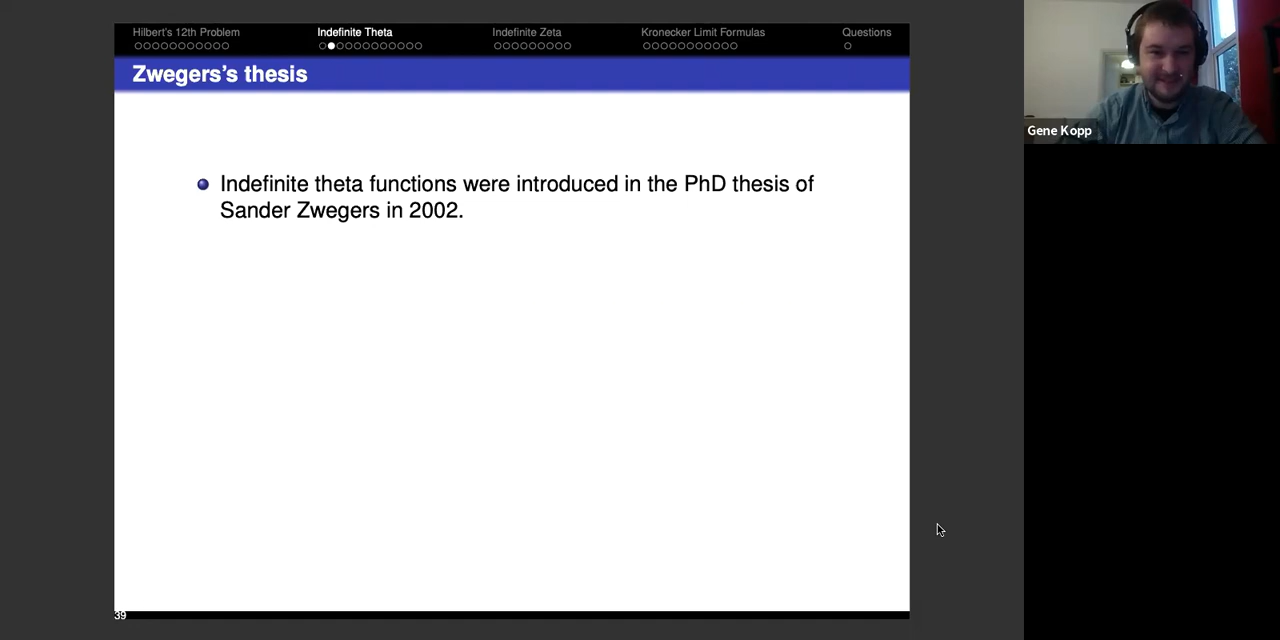 Hilbert's 12th Problem
Indefinite Theta
Indefinite Zeta
Kronecker Limit Formulas
Questions
Zwegers's thesis
Indefinite theta functions were introduced in the PhD thesis of
Sander Zwegers in 2002.
39
Gene Kopp